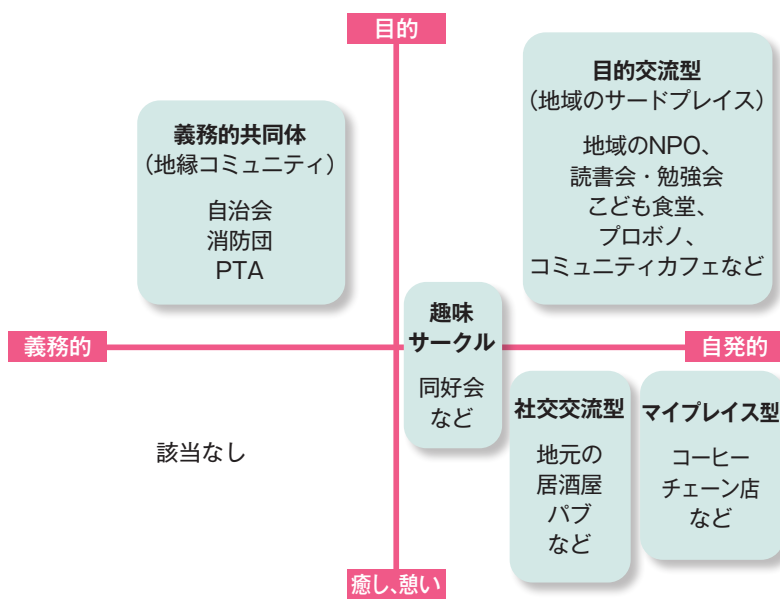 目的
義務的共同体
（地縁コミュニティ）
自治会
消防団
PTA
目的交流型
（地域のサードプレイス）
地域のNPO、
読書会・勉強会
こども食堂、
プロボノ、
コミュニティカフェなど
義務的
趣味
サークル
同好会
など
自発的
該当なし
社交交流型
地元の
居酒屋
パブ
など
マイプレイス型
コーヒー
チェーン店
など
癒し、憩い